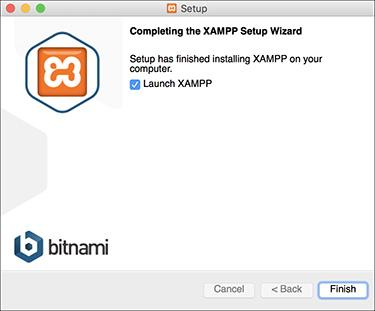 Setup
Completing the XAMPP Setup Wizard
Setup has finished installing XAMPP on your
computer.
Launch XAMPP
bitnami
Cancel
< Back
Finish